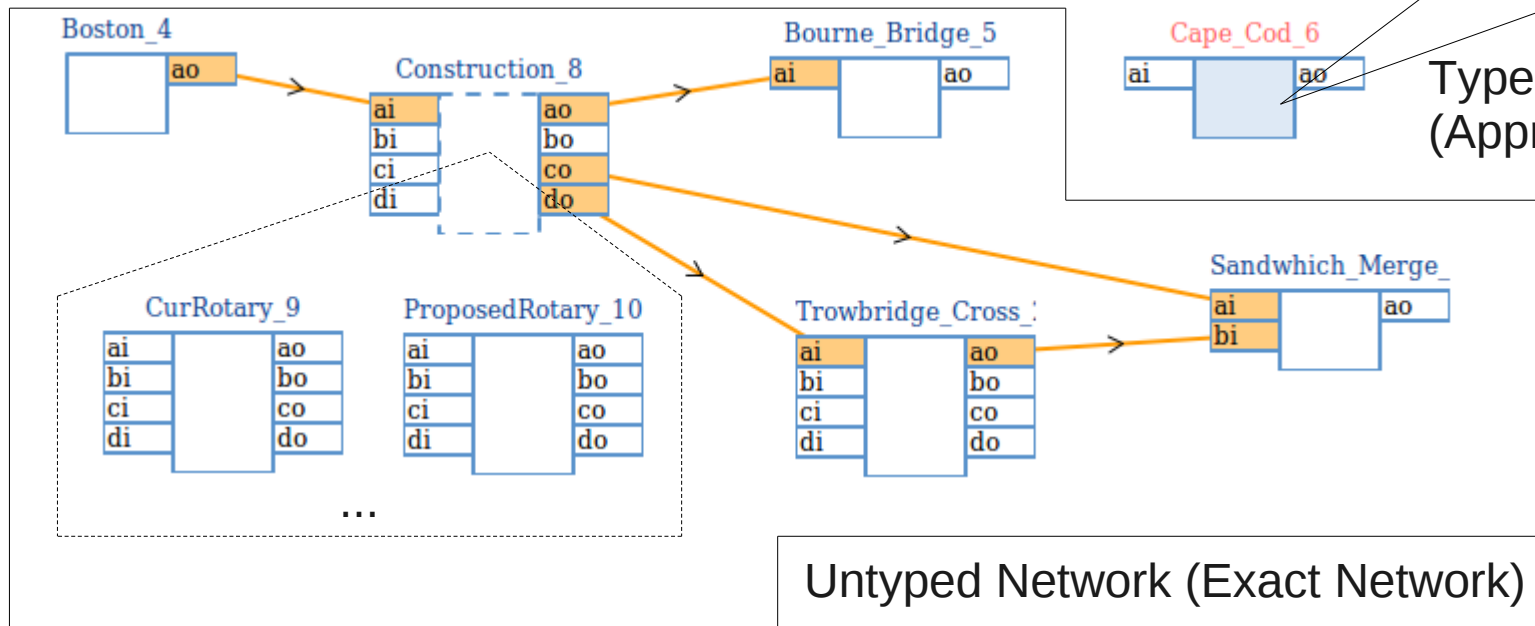 Boston_4
ao
Construction_8
ai
bi
ci
di
ao
bo
co
do
Bourne_Bridge_5
ai
ao
Cape_Cod_6
ai
ao
CurRotary_9
ai
bi
ci
di
ao
bo
co
do
ProposedRotary_10
ai
bi
ci
di
ao
bo
co
do
...
Trowbridge_Cross_
ai
bi
ci
di
ao
bo
co
do
Sandwhich_Merge_
ai
bi
ao
Type
(App
Untyped Network (Exact Network)